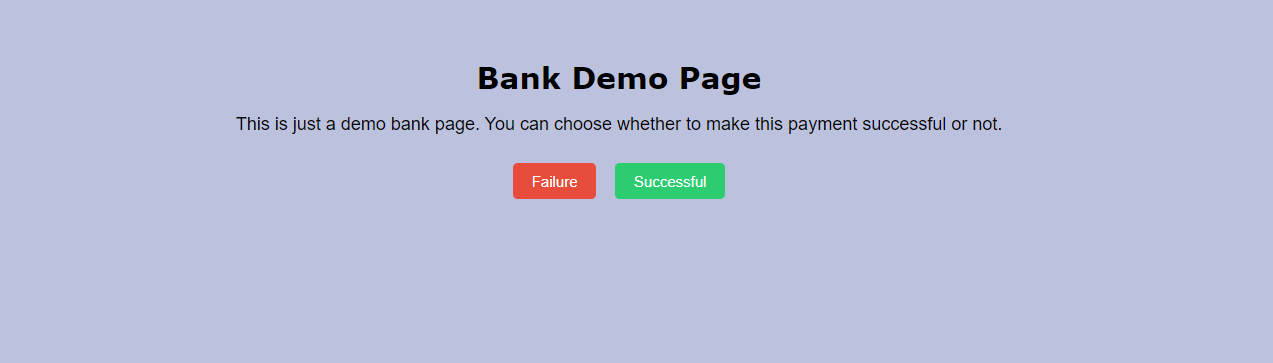 Bank Demo Page
This is just a demo bank page. You can choose whether to make this payment successful or not.
Failure Successful